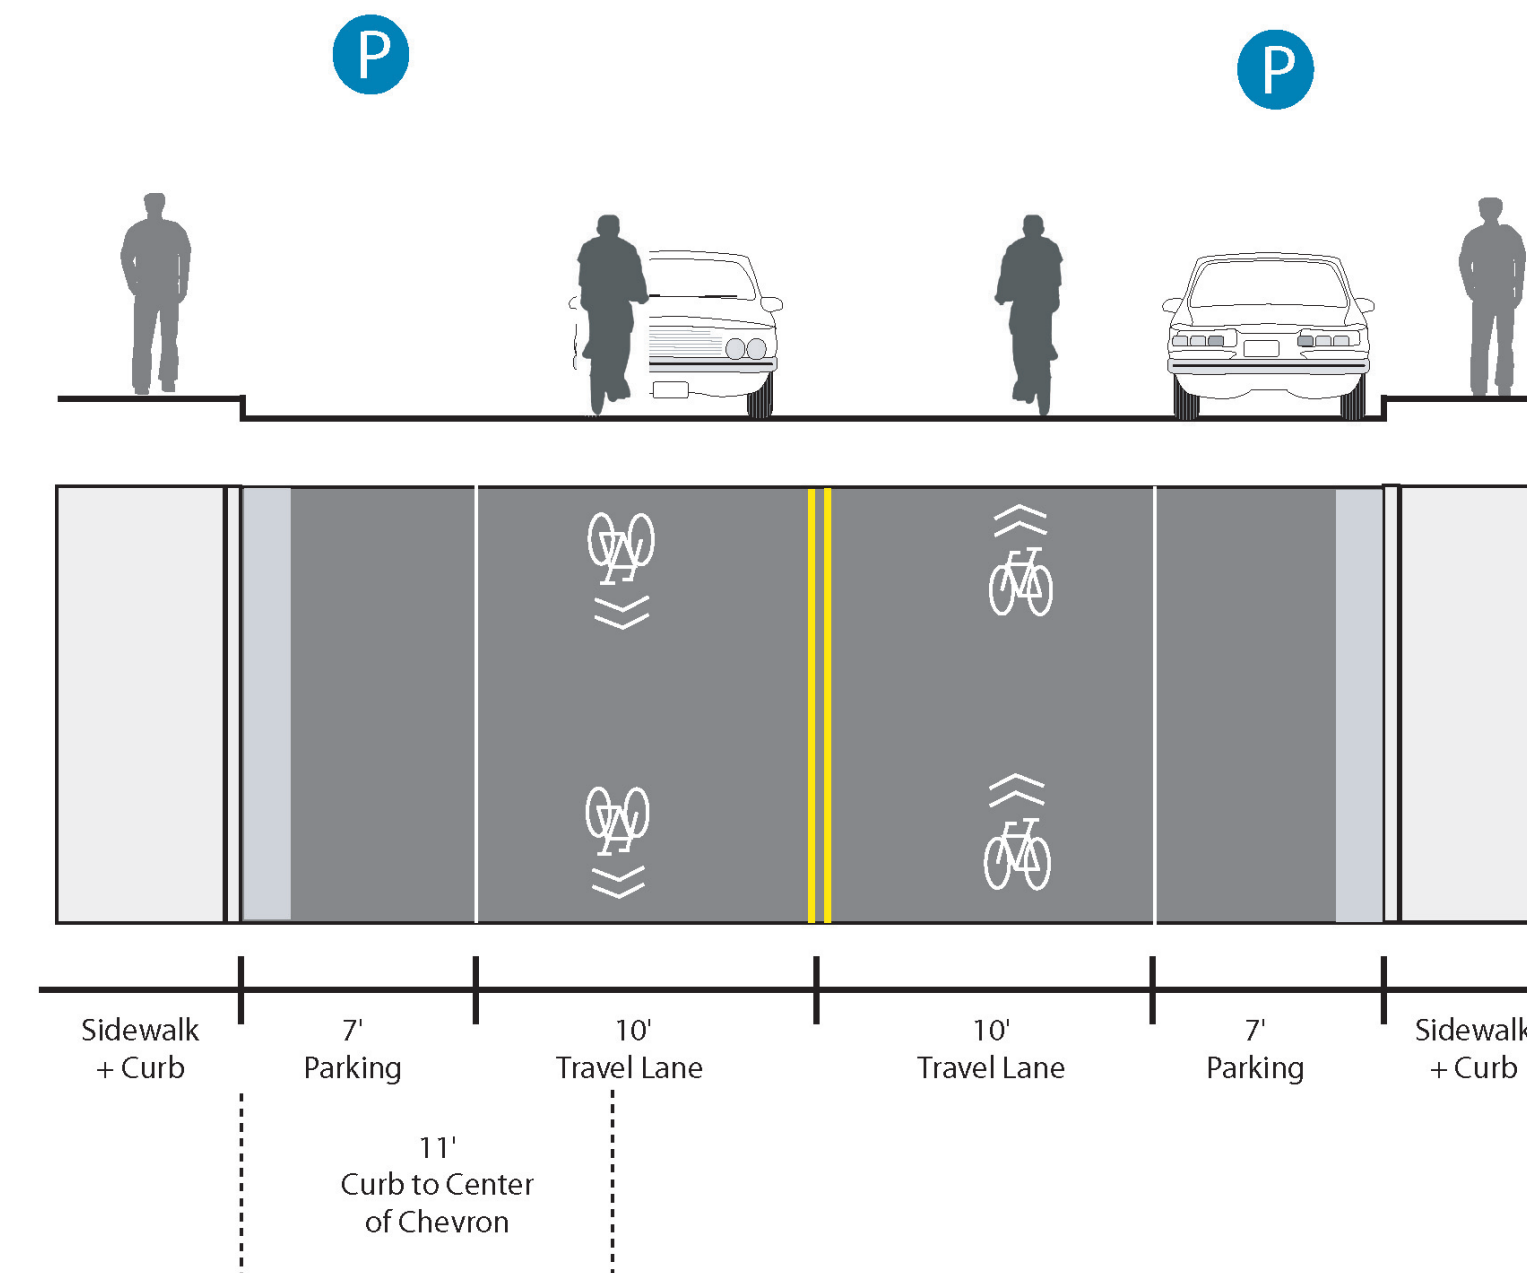 P
P
Sidewalk
+ Curb
7'
Parking
10'
Travel Lane
10'
Travel Lane
7'
Parking
Sidewalk
+ Curb
11'
Curb to Center
of Chevron